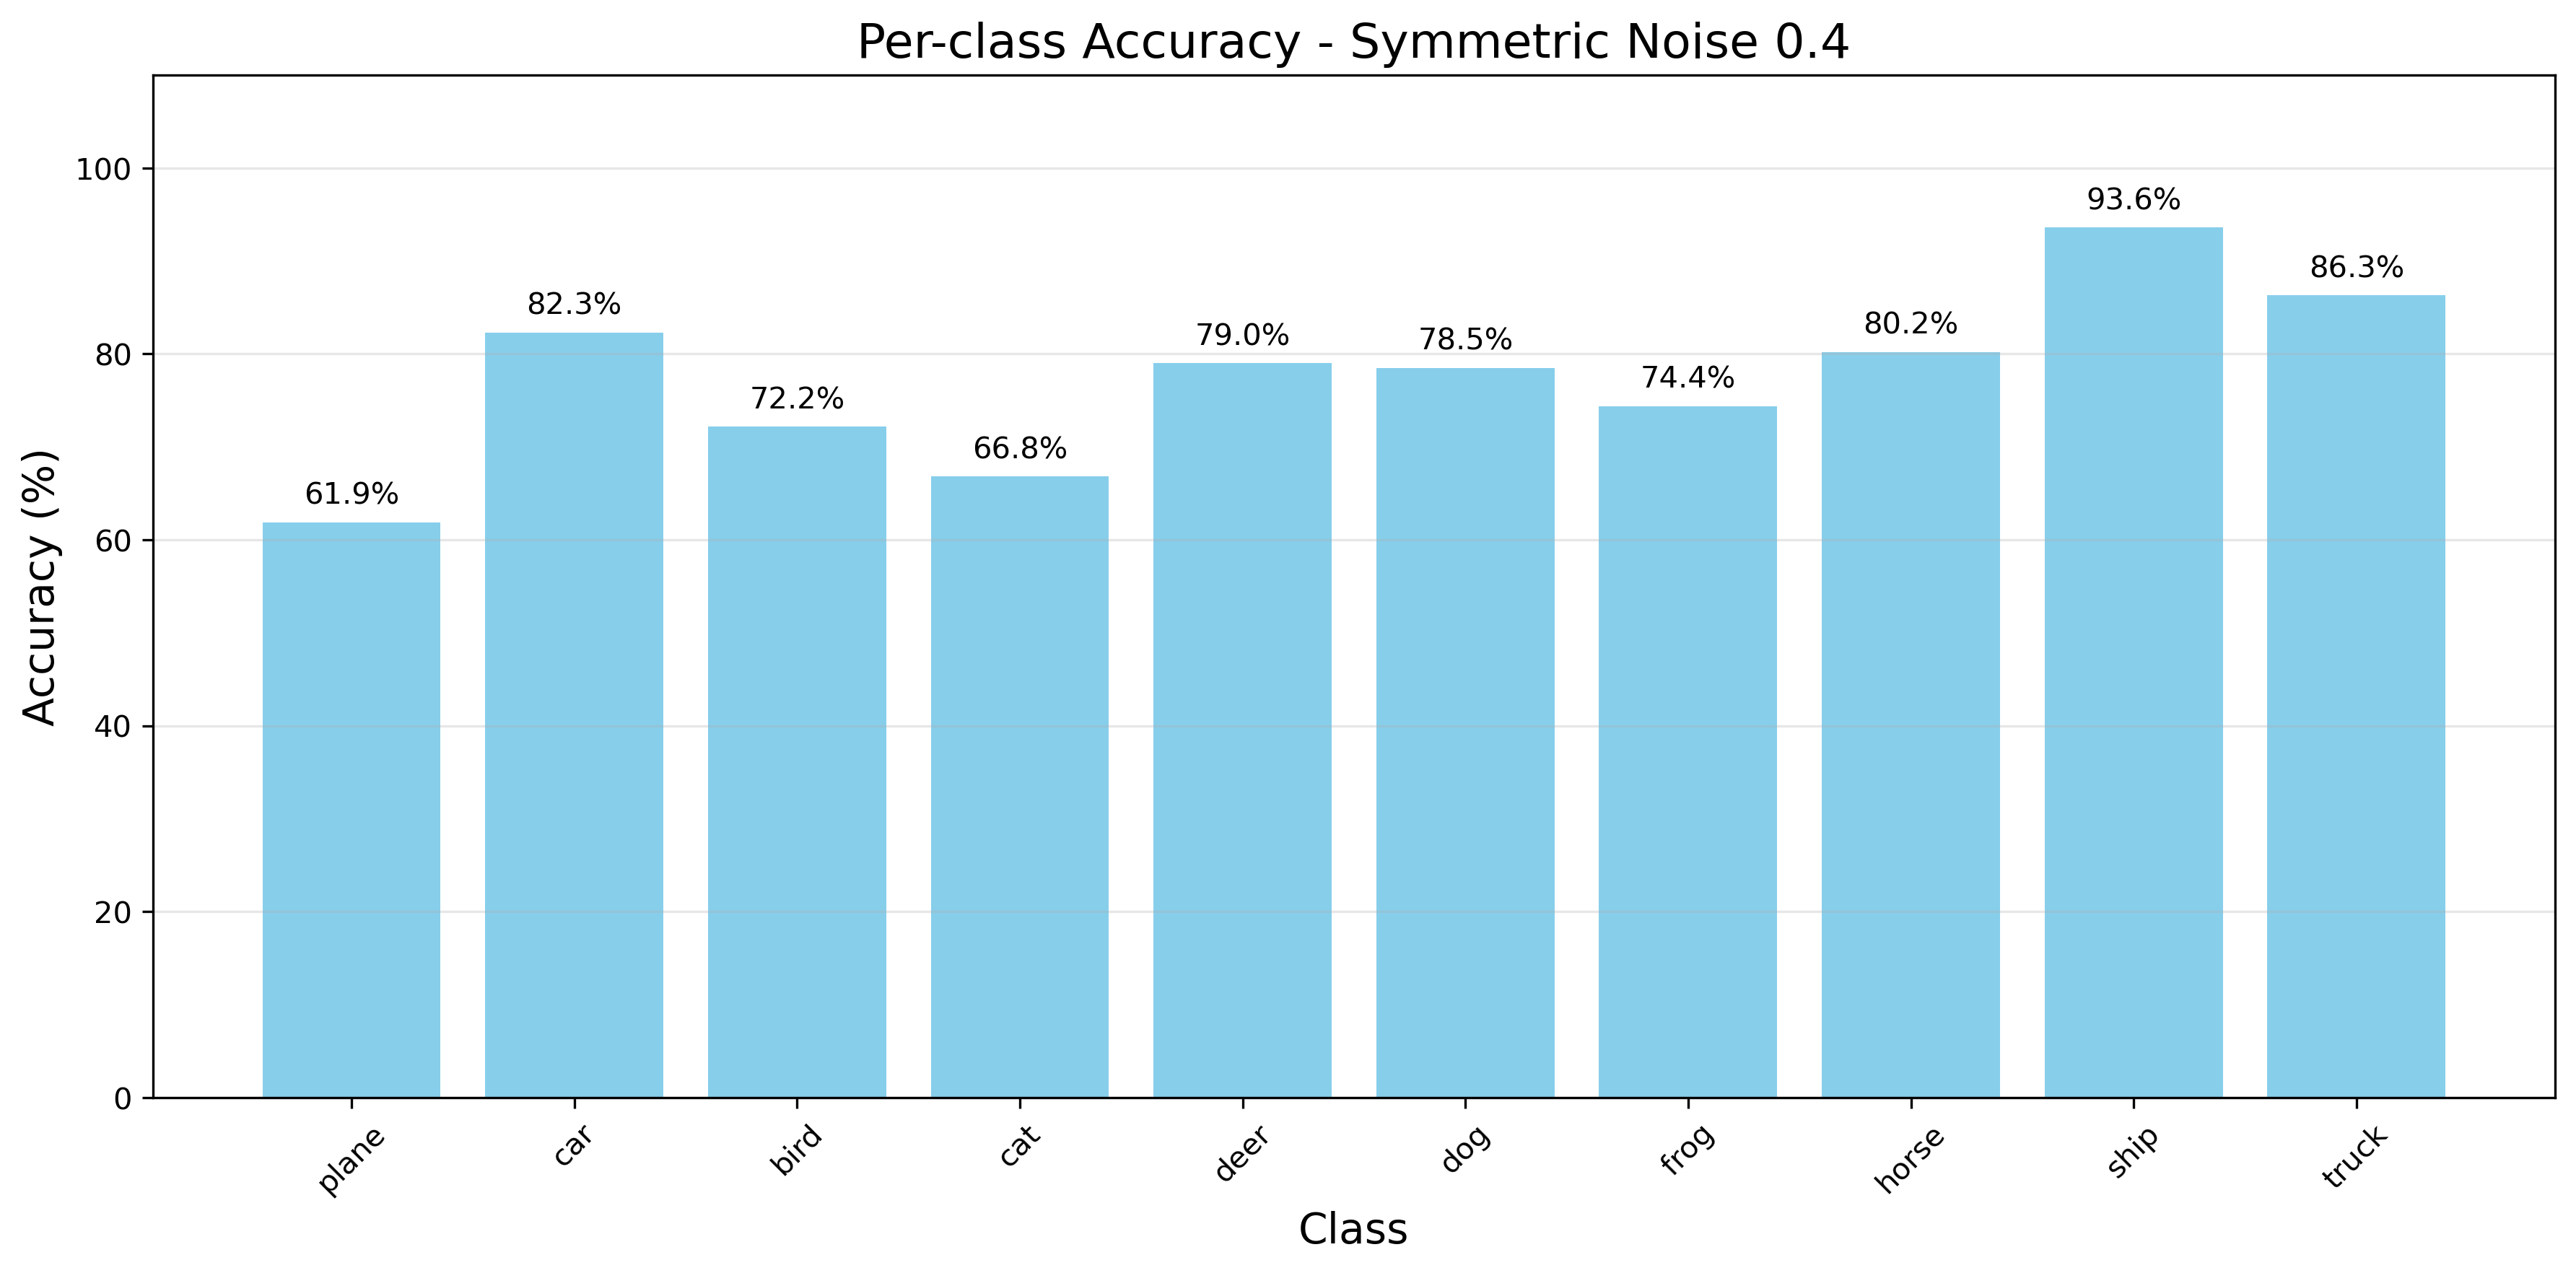 Per-class Accuracy - Symmetric Noise 0.4
Accuracy (%)
100
80
60
40
20
0
61.9%
82.3%
72.2%
66.8%
79.0%
78.5%
74.4%
80.2%
93.6%
86.3%
plane
car
bird
cat
deer
dog
frog
horse
ship
truck
Class